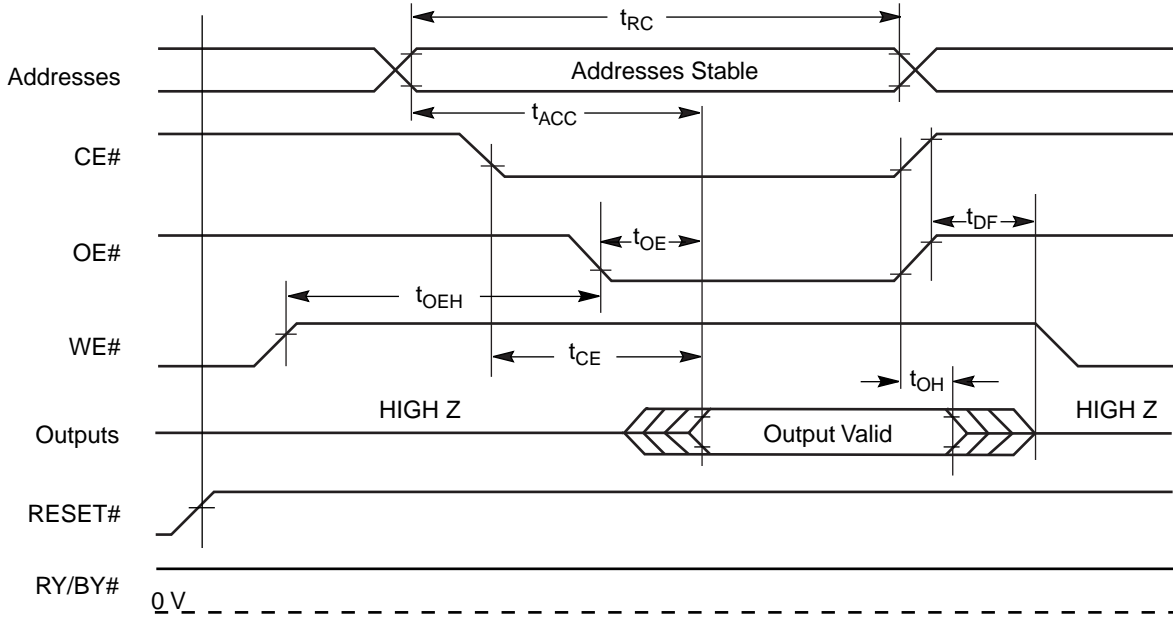 tRC
Addresses
Addresses Stable
tACC
CE#
tDF
OE#
tOE
tOEH
WE#
tCE
tOH
HIGH Z
HIGH Z
Outputs
Output Valid
RESET#
RY/BY#
0 V